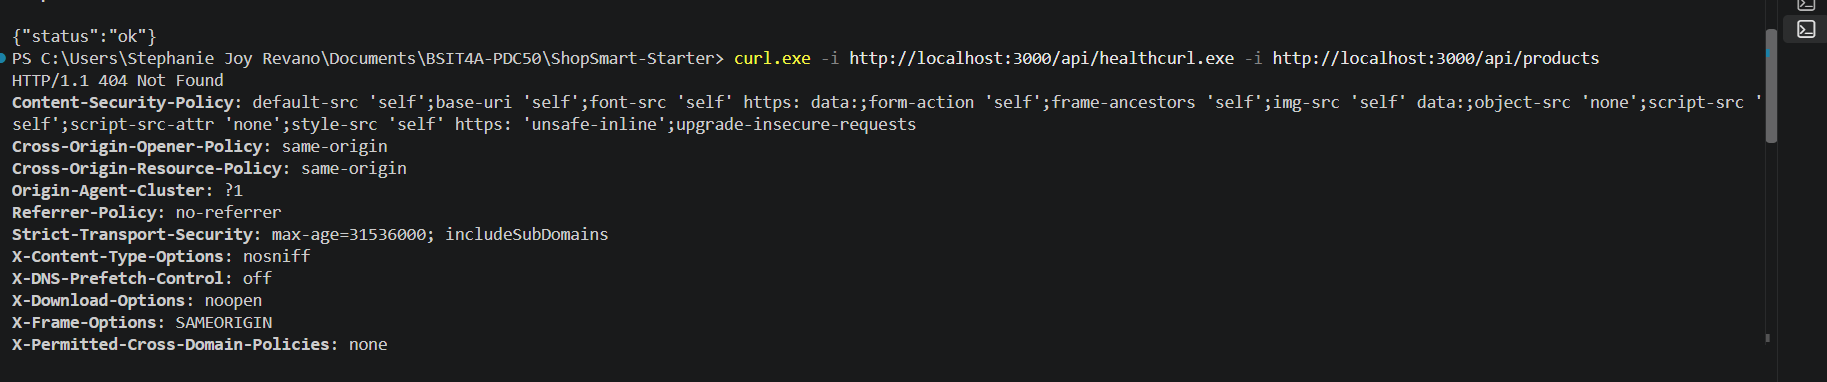 {"status":"ok"}
PS C:\Users\Stephanie Joy Revano\Documents\BSIT4A-PDC50\ShopSmart-Starter> curl.exe -i http://localhost:3000/api/healthcurl.exe -i http://localhost:3000/api/products
HTTP/1.1 404 Not Found
Content-Security-Policy: default-src 'self';base-uri 'self';font-src 'self' https: data:;form-action 'self';frame-ancestors 'self';img-src 'self' data:;object-src 'none';script-src '
self';script-src-attr 'none';style-src 'self' https: 'unsafe-inline';upgrade-insecure-requests
Cross-Origin-Opener-Policy: same-origin
Cross-Origin-Resource-Policy: same-origin
Origin-Agent-Cluster: ?1
Referrer-Policy: no-referrer
Strict-Transport-Security: max-age=31536000; includeSubDomains
X-Content-Type-Options: nosniff
X-DNS-Prefetch-Control: off
X-Download-Options: noopen
X-Frame-Options: SAMEORIGIN
X-Permitted-Cross-Domain-Policies: none